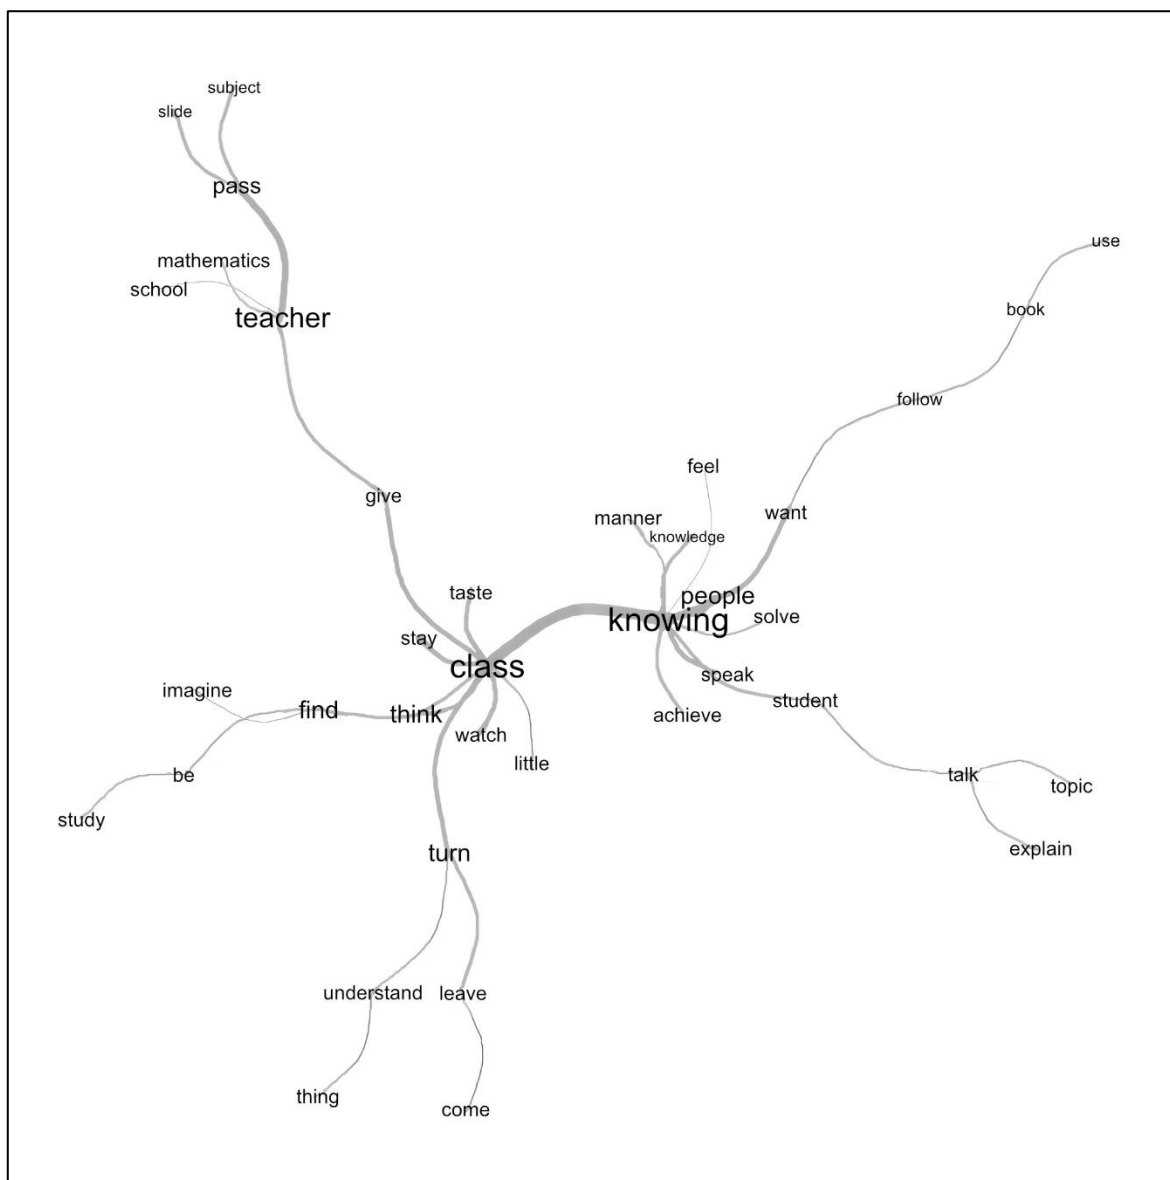 subject
slide
pass
use
mathematics
school
book
teacher
follow
feel
give
want
manner
knowledge
taste
people
solve
knowing
stay
class
speak
imagine
student
find
think
achieve
watch
little
be
talk
topic
study
explain
turn
understand
leave
thing
come